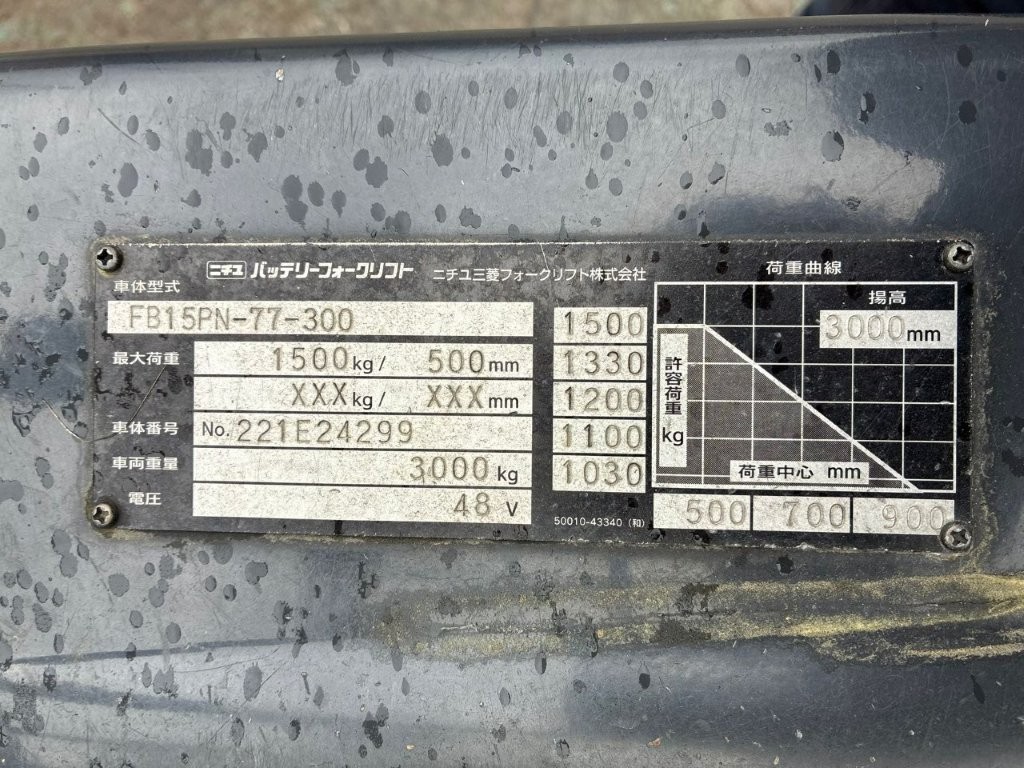 ニチユ バッテリーフォークリフト ニチユ三菱フォークリフト株式会社
車体型式
FB15PN-77-300
最大荷重 1500kg/ 500mm
XXXkg/ XXXmm
車体番号 No.221E24299
車両重量 3000kg
電圧 48V
1500
1330
1200
1100
1030
50010-43340 (和)
荷重曲線
揚高
3000mm
許容荷重 kg
荷重中心 mm
500 700 900